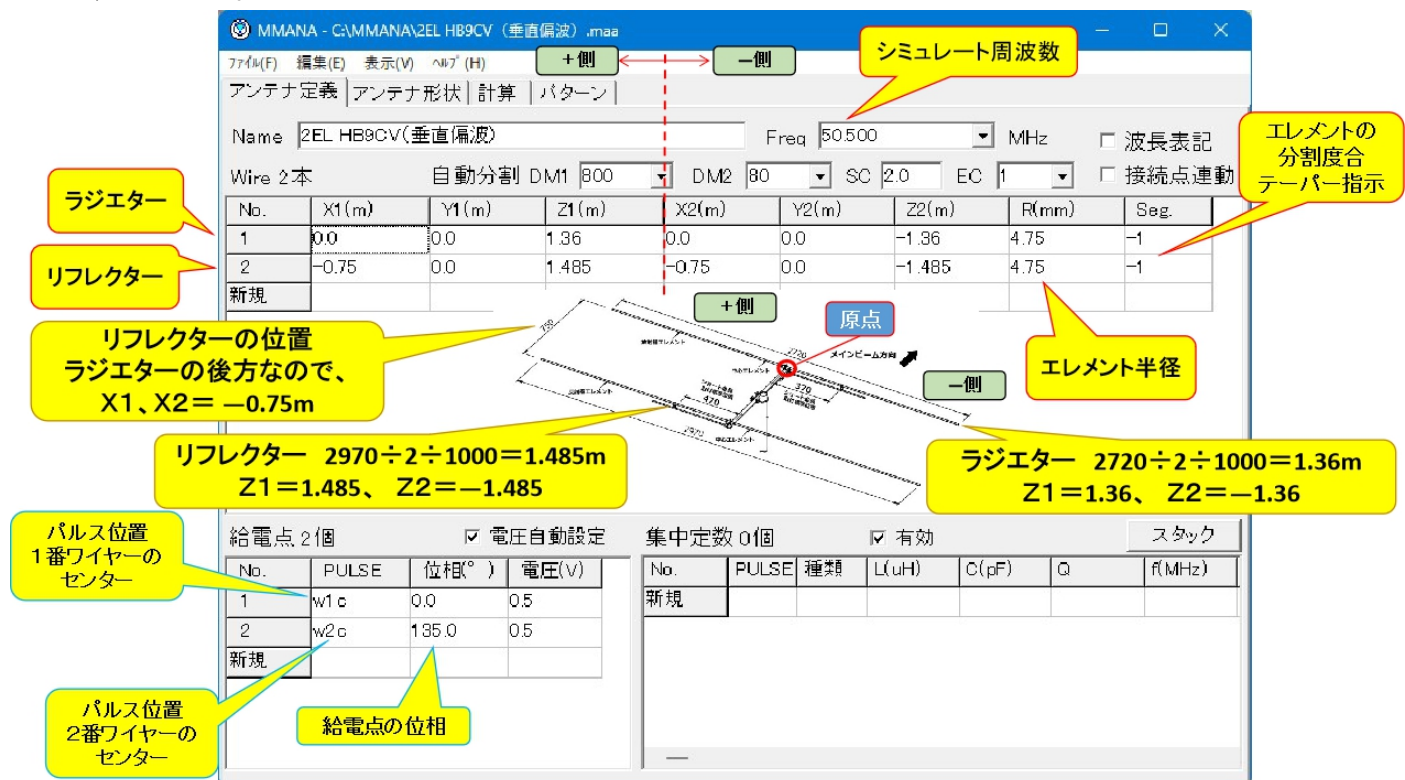 MMANA - C:\MMANA\2EL HB9CV（垂直偏波）.maa
ﾌｧｲﾙ(F) 編集(E) 表示(V) ﾍﾙﾌﾟ(H)
＋側
－側
シミュレート周波数
アンテナ定義 アンテナ形状 計算 パターン
Name 2EL HB9CV(垂直偏波) Freq 50.500 MHz 波長表記
Wire 2本 自動分割 DM1 800 DM2 80 SC 2.0 EC 1 接続点連動
エレメントの
分割度合
テーパー指示
ラジエター
リフレクター
No. X1(m) Y1(m) Z1(m) X2(m) Y2(m) Z2(m) R(mm) Seg.
1 0.0 0.0 1.36 0.0 0.0 -1.36 4.75 -1
2 -0.75 0.0 1.485 -0.75 0.0 -1.485 4.75 -1
新規
＋側
原点
リフレクターの位置
ラジエターの後方なので、
X1、X2＝ —0.75m
エレメント半径
750
2720
メインビーム方向
370
470
2970
中心エレメント
－側
リフレクター 2970÷2÷1000＝1.485m
Z1＝1.485、 Z2＝—1.485
ラジエター 2720÷2÷1000＝1.36m
Z1＝1.36、 Z2＝—1.36
パルス位置
1番ワイヤーの
センター
給電点 2個 電圧自動設定
No. PULSE 位相(°) 電圧(V)
1 w1c 0.0 0.5
2 w2c 135.0 0.5
新規
集中定数 0個 有効 スタック
No. PULSE 種類 L(uH) C(pF) Q f(MHz)
新規
パルス位置
2番ワイヤーの
センター
給電点の位相